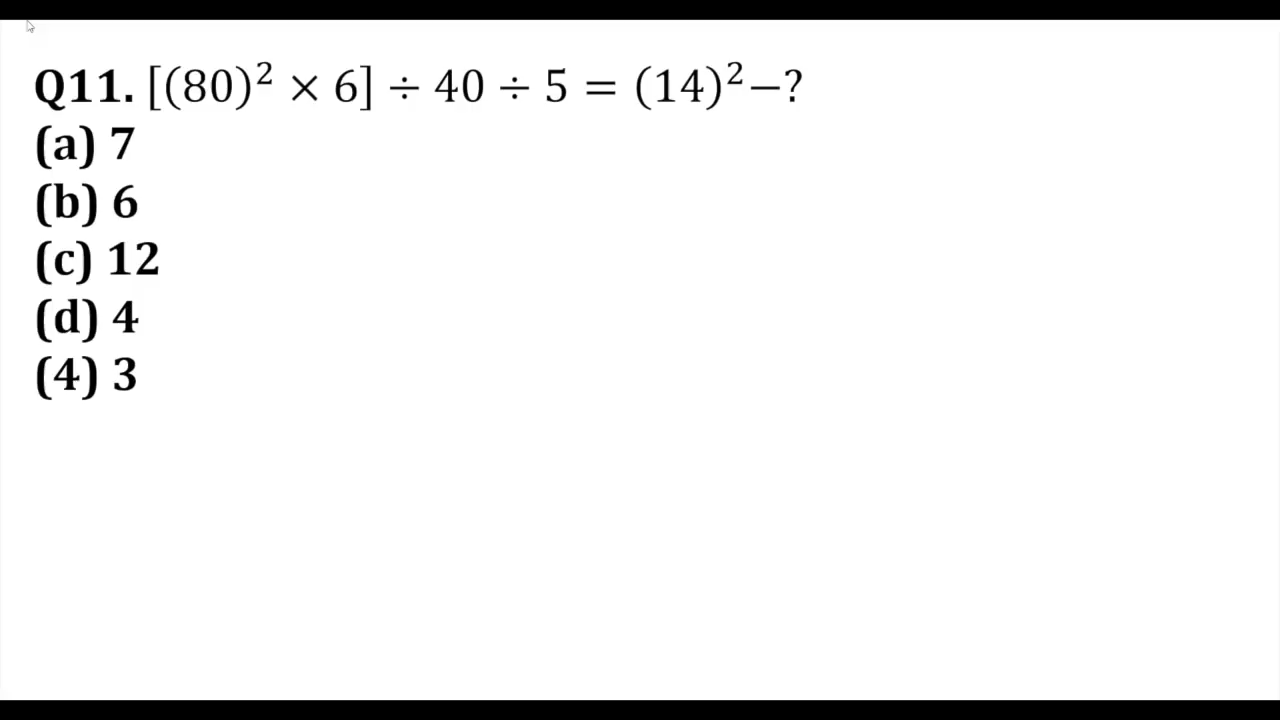 Q11. [(80)² × 6] ÷ 40 ÷ 5 = (14)²−?
(a) 7
(b) 6
(c) 12
(d) 4
(4) 3